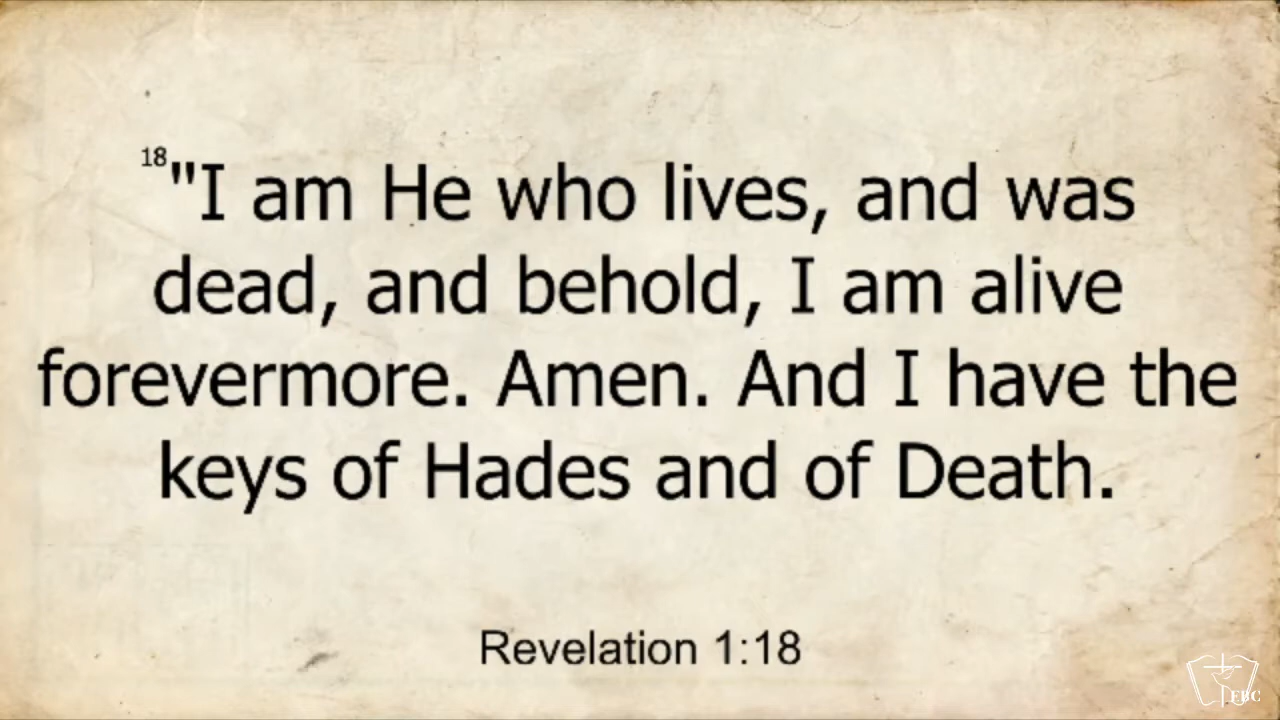 18"I am He who lives, and was
dead, and behold, I am alive
forevermore. Amen. And I have the
keys of Hades and of Death.
Revelation 1:18
EBC